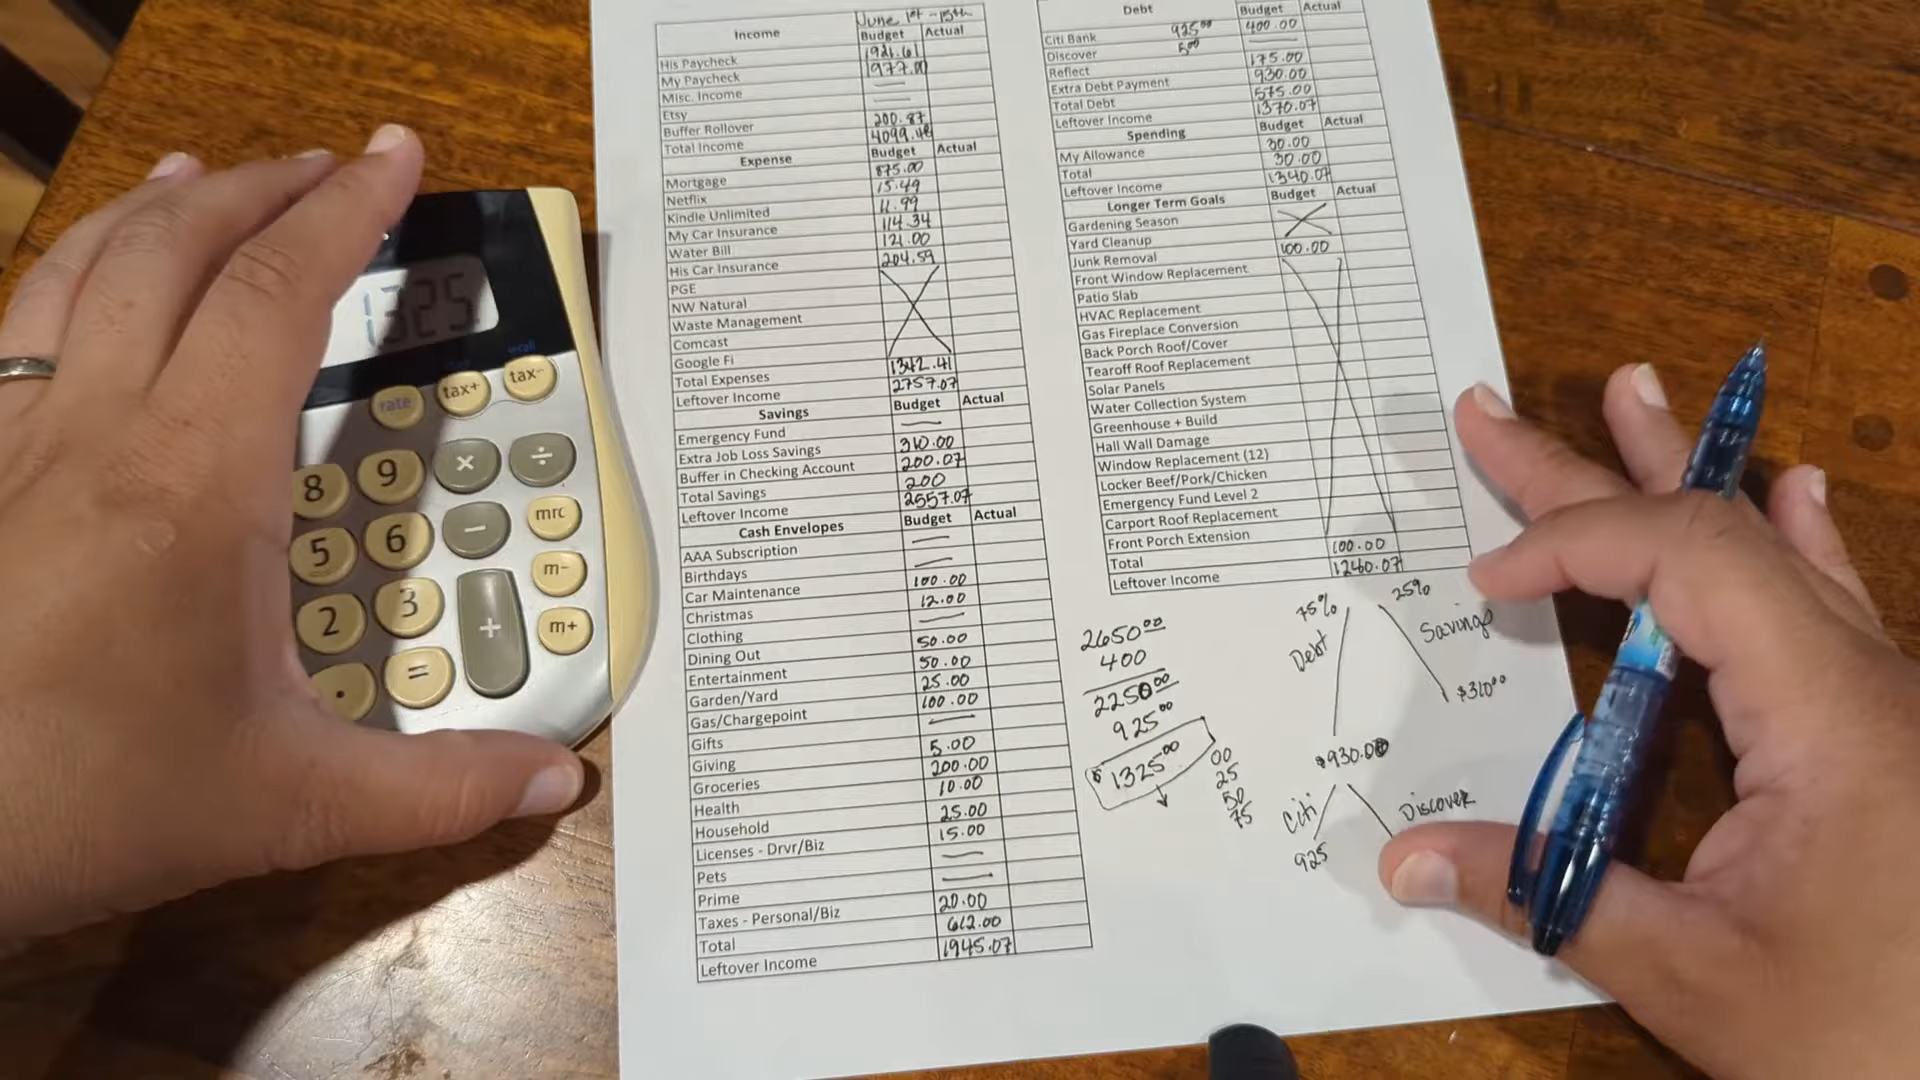 June 1st - 15th
Income Budget Actual
His Paycheck 1921.61
My Paycheck 1977.00
Misc. Income —
Etsy —
Buffer Rollover 200.87
Total Income 4099.48
Expense Budget Actual
Mortgage 875.00
Netflix 15.49
Kindle Unlimited 11.99
My Car Insurance 114.34
Water Bill 121.00
His Car Insurance 204.59
PGE
NW Natural
Waste Management
Comcast
Google Fi
Total Expenses 1342.41
Leftover Income 2757.07
Savings Budget Actual
Emergency Fund —
Extra Job Loss Savings 310.00
Buffer in Checking Account 200.07
Total Savings 200
Leftover Income 2557.07
Cash Envelopes Budget Actual
AAA Subscription —
Birthdays —
Car Maintenance 100.00
Christmas 12.00
Clothing —
Dining Out 50.00
Entertainment 50.00
Garden/Yard 25.00
Gas/Chargepoint 100.00
Gifts —
Giving 5.00
Groceries 200.00
Health 10.00
Household 25.00
Licenses - Drvr/Biz 15.00
Pets —
Prime —
Taxes - Personal/Biz 20.00
Total 612.00
Leftover Income 1945.07
Debt Budget Actual
Citi Bank 925⁰⁰ 400.00
Discover 5⁰⁰ —
Reflect 175.00
Extra Debt Payment 930.00
Total Debt 575.00
Leftover Income 1370.07
Spending Budget Actual
My Allowance 30.00
Total 30.00
Leftover Income 1340.07
Longer Term Goals Budget Actual
Gardening Season
Yard Cleanup
Junk Removal 100.00
Front Window Replacement
Patio Slab
HVAC Replacement
Gas Fireplace Conversion
Back Porch Roof/Cover
Tearoff Roof Replacement
Solar Panels
Water Collection System
Greenhouse + Build
Hall Wall Damage
Window Replacement (12)
Locker Beef/Pork/Chicken
Emergency Fund Level 2
Carport Roof Replacement
Front Porch Extension
Total 100.00
Leftover Income 1240.07
2650⁰⁰
400
2250⁰⁰
925⁰⁰
$1325⁰⁰
00
25
50
75
75% 25%
Debt Savings
$310⁰⁰
$930.00
Citi Discover
925
1325.
rate tax+ tax-
recall
8 9 × ÷
5 6 − mrc
2 3 + m-
. = m+